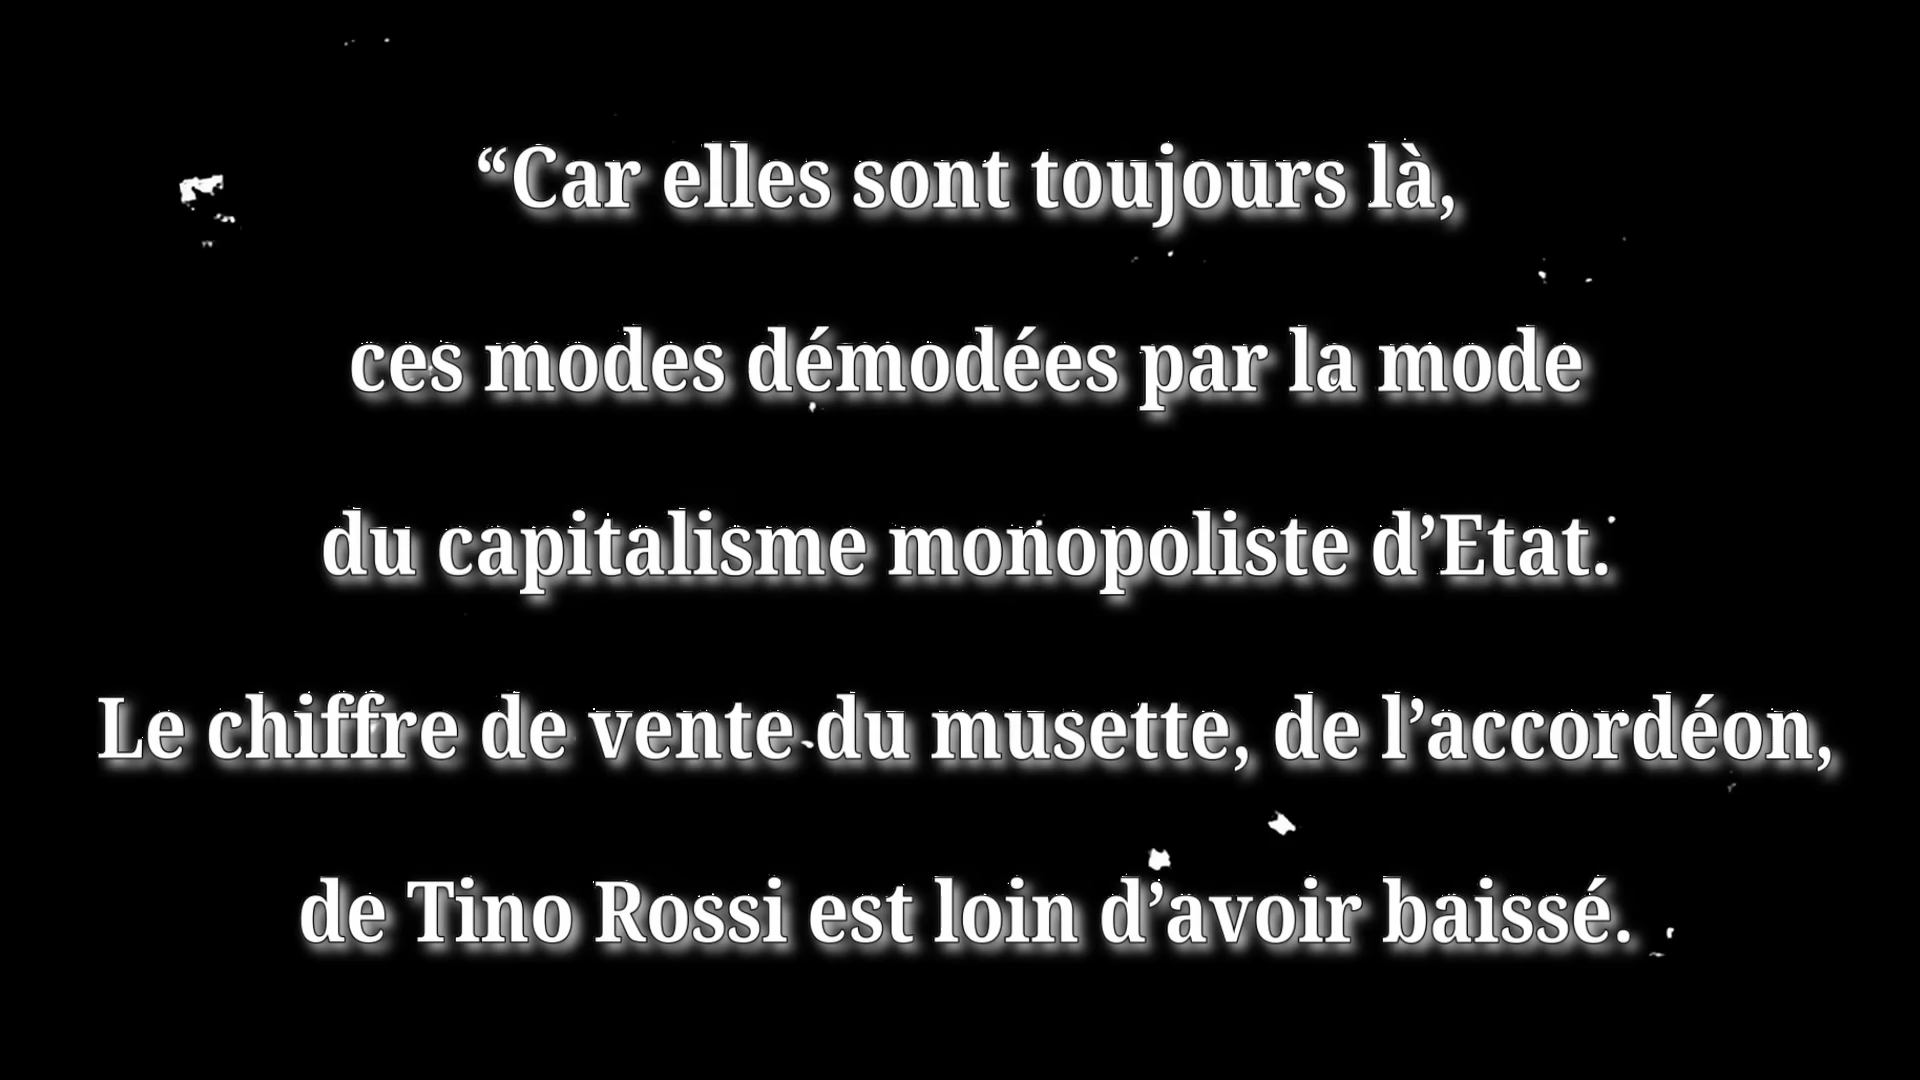 “Car elles sont toujours là,
ces modes démodées par la mode
du capitalisme monopoliste d’Etat.
Le chiffre de vente du musette, de l’accordéon,
de Tino Rossi est loin d’avoir baissé.